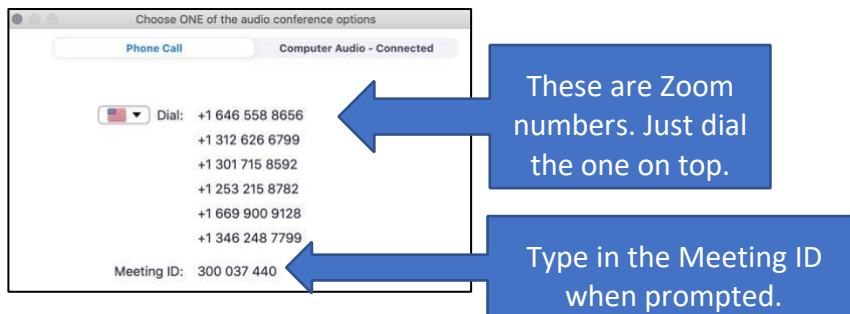 Choose ONE of the audio conference options
Phone Call
Computer Audio - Connected
Dial: +1 646 558 8656
+1 312 626 6799
+1 301 715 8592
+1 253 215 8782
+1 669 900 9128
+1 346 248 7799
Meeting ID: 300 037 440
These are Zoom
numbers. Just dial
the one on top.
Type in the Meeting ID
when prompted.